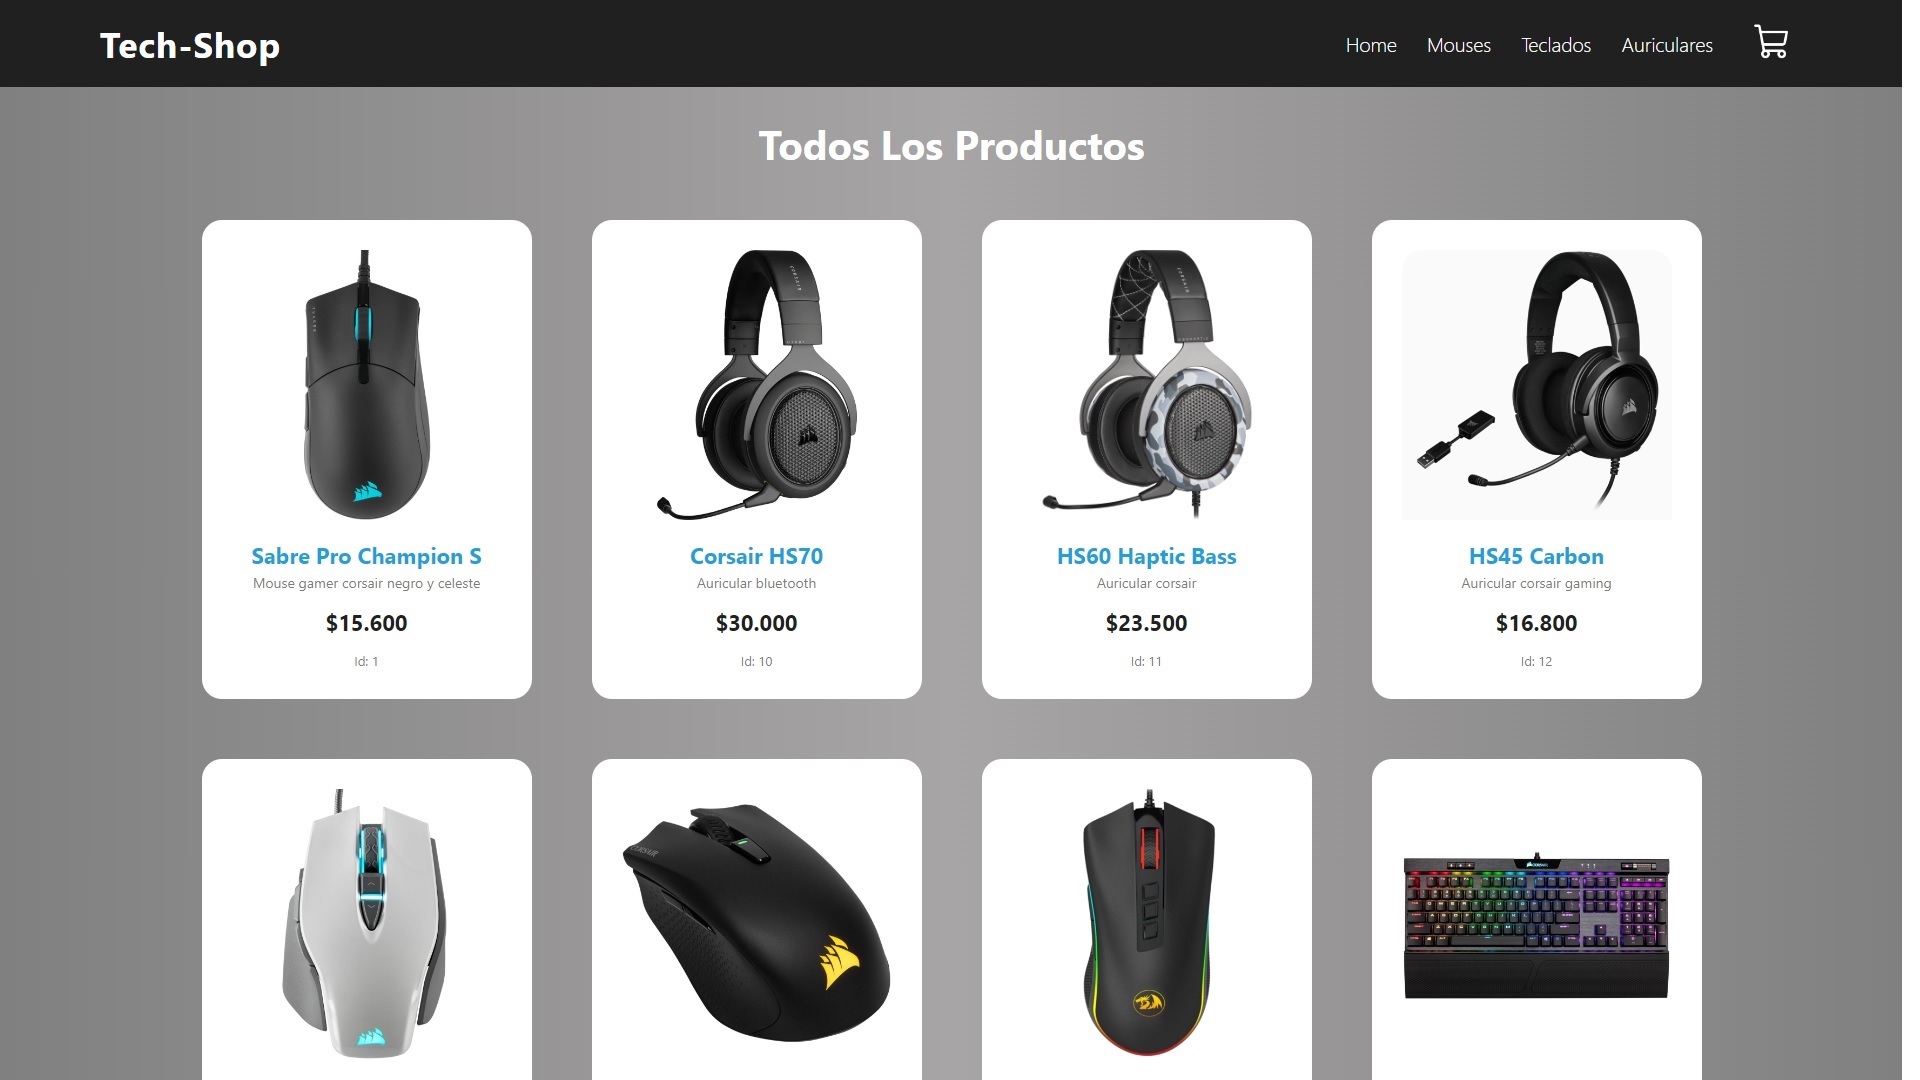 Tech-Shop
Home
Mouses
Teclados
Auriculares
Todos Los Productos
Sabre Pro Champion S
Mouse gamer corsair negro y celeste
$15.600
Id: 1
Corsair HS70
Auricular bluetooth
$30.000
Id: 10
HS60 Haptic Bass
Auricular corsair
$23.500
Id: 11
HS45 Carbon
Auricular corsair gaming
$16.800
Id: 12